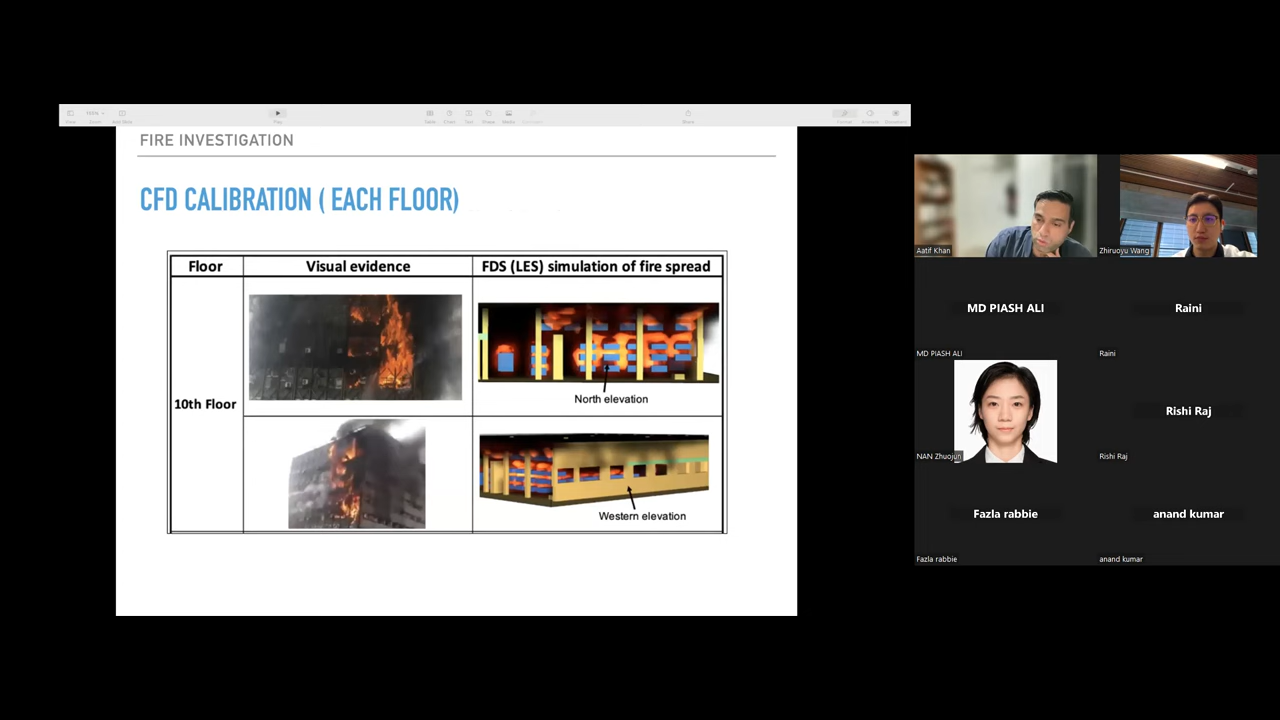 FIRE INVESTIGATION
CFD CALIBRATION ( EACH FLOOR)
Floor
Visual evidence
FDS (LES) simulation of fire spread
North elevation
10th Floor
Western elevation
Aatif Khan
Zhiruoyu Wang
MD PIASH ALI
Raini
MD PIASH ALI
Raini
Rishi Raj
NAN Zhuojun
Rishi Raj
Fazla rabbie
anand kumar
Fazla rabbie
anand kumar